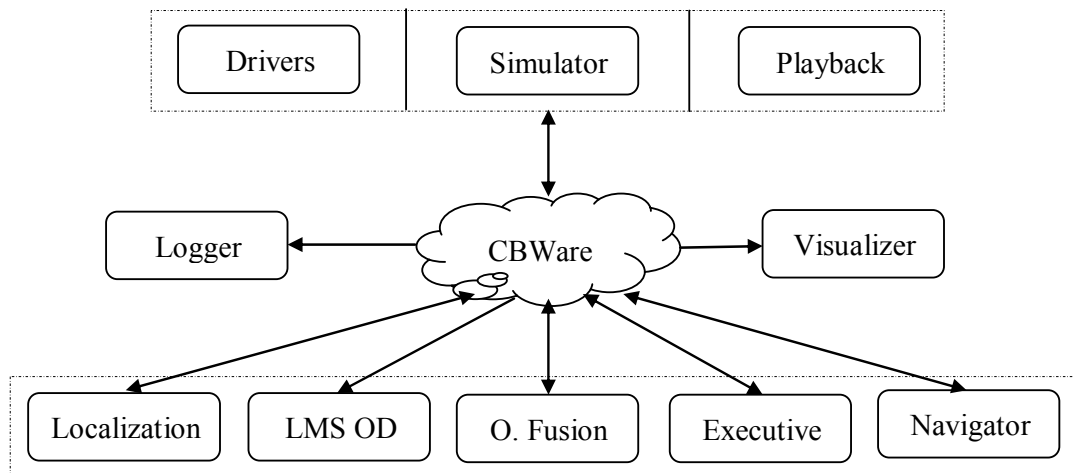 Drivers
Simulator
Playback
Logger
CBWare
Visualizer
Localization
LMS OD
O. Fusion
Executive
Navigator